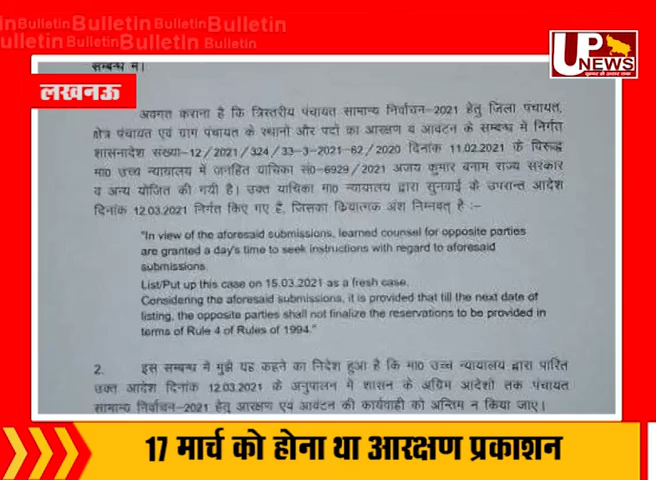 In Bulletin Bulletin Bulletin Bulletin
ulletin Bulletin Bulletin Bulletin
UP NEWS
सम्बन्ध में।
लखनऊ
अवगत कराना है कि त्रिस्तरीय पंचायत सामान्य निर्वाचन-2021 हेतु जिला पंचायत,
क्षेत्र पंचायत एवं ग्राम पंचायत के स्थानों और पदों का आरक्षण व आवंटन के सम्बन्ध में निर्गत
शासनादेश संख्या-12/2021/324/33-3-2021-62/2020 दिनांक 11.02.2021 के विरूद्ध
मा0 उच्च न्यायालय में जनहित याचिका सं0-6929/2021 अजय कुमार बनाम राज्य सरकार
व अन्य योजित की गयी है। उक्त याचिका मा0 न्यायालय द्वारा सुनवाई के उपरान्त आदेश
दिनांक 12.03.2021 निर्गत किए गए है, जिसका क्रियात्मक अंश निम्नवत् है :-
"In view of the aforesaid submissions, learned counsel for opposite parties
are granted a day's time to seek instructions with regard to aforesaid
submissions.
List/Put up this case on 15.03.2021 as a fresh case.
Considering the aforesaid submissions, it is provided that till the next date of
listing, the opposite parties shall not finalize the reservations to be provided in
terms of Rule 4 of Rules of 1994."
2. इस सम्बन्ध में मुझे यह कहने का निदेश हुआ है कि मा0 उच्च न्यायालय द्वारा पारित
उक्त आदेश दिनांक 12.03.2021 के अनुपालन में शासन के अग्रिम आदेशों तक पंचायत
सामान्य निर्वाचन-2021 हेतु आरक्षण एवं आवंटन की कार्यवाही को अन्तिम न किया जाए।
17 मार्च को होना था आरक्षण प्रकाशन